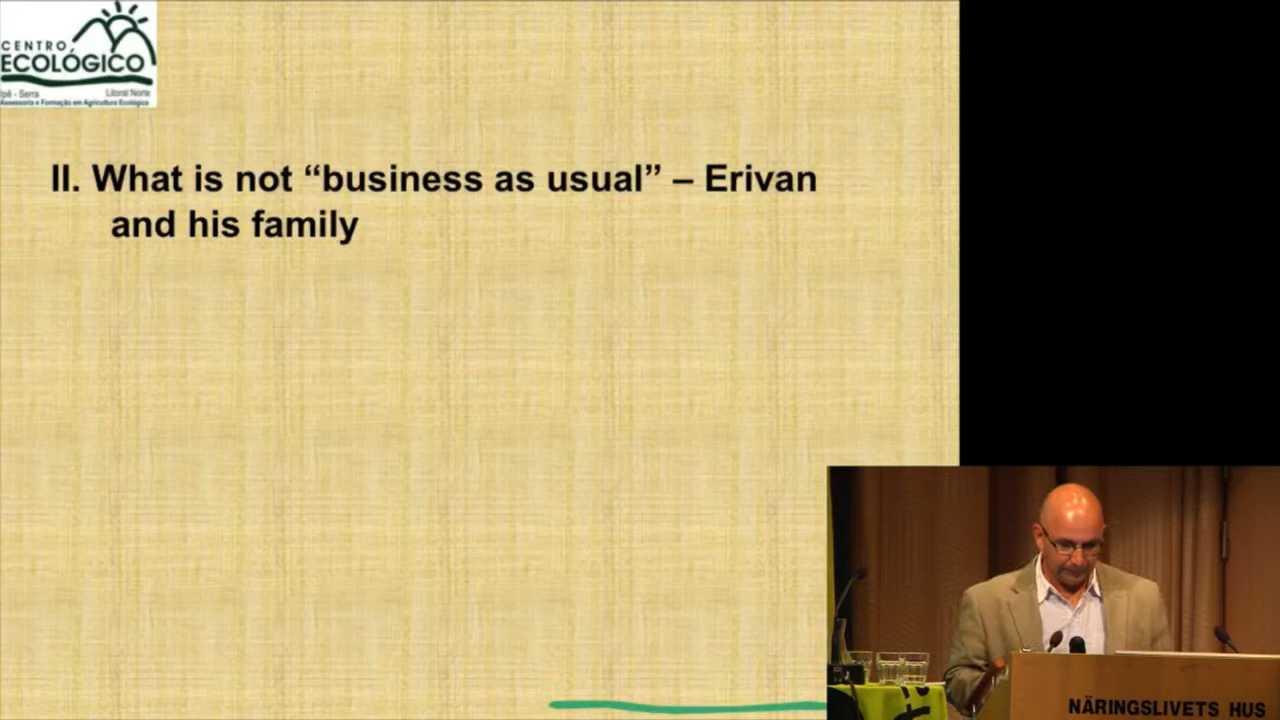 CENTRO
ECOLÓGICO
Ipê - Serra Litoral Norte
Assessoria e Formação em Agricultura Ecológica
II. What is not “business as usual” – Erivan
and his family
NÄRINGSLIVETS HUS